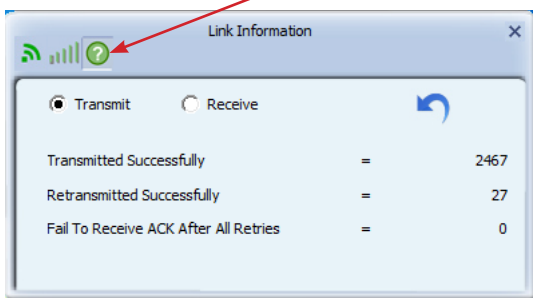 Link Information
Transmit Receive
Transmitted Successfully = 2467
Retransmitted Successfully = 27
Fail To Receive ACK After All Retries = 0